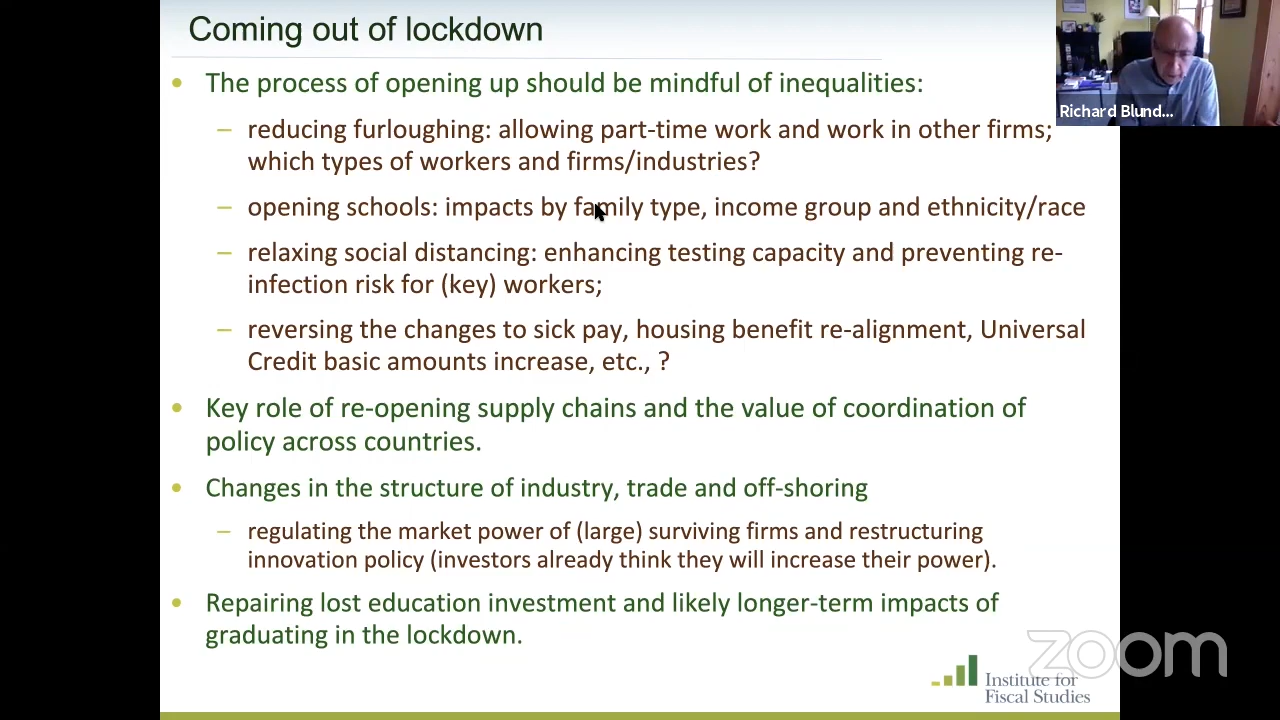 Coming out of lockdown
Richard Blund...
• The process of opening up should be mindful of inequalities:
– reducing furloughing: allowing part-time work and work in other firms;
which types of workers and firms/industries?
– opening schools: impacts by family type, income group and ethnicity/race
– relaxing social distancing: enhancing testing capacity and preventing re-
infection risk for (key) workers;
– reversing the changes to sick pay, housing benefit re-alignment, Universal
Credit basic amounts increase, etc., ?
• Key role of re-opening supply chains and the value of coordination of
policy across countries.
• Changes in the structure of industry, trade and off-shoring
– regulating the market power of (large) surviving firms and restructuring
innovation policy (investors already think they will increase their power).
• Repairing lost education investment and likely longer-term impacts of
graduating in the lockdown.
zoom
Institute for
Fiscal Studies